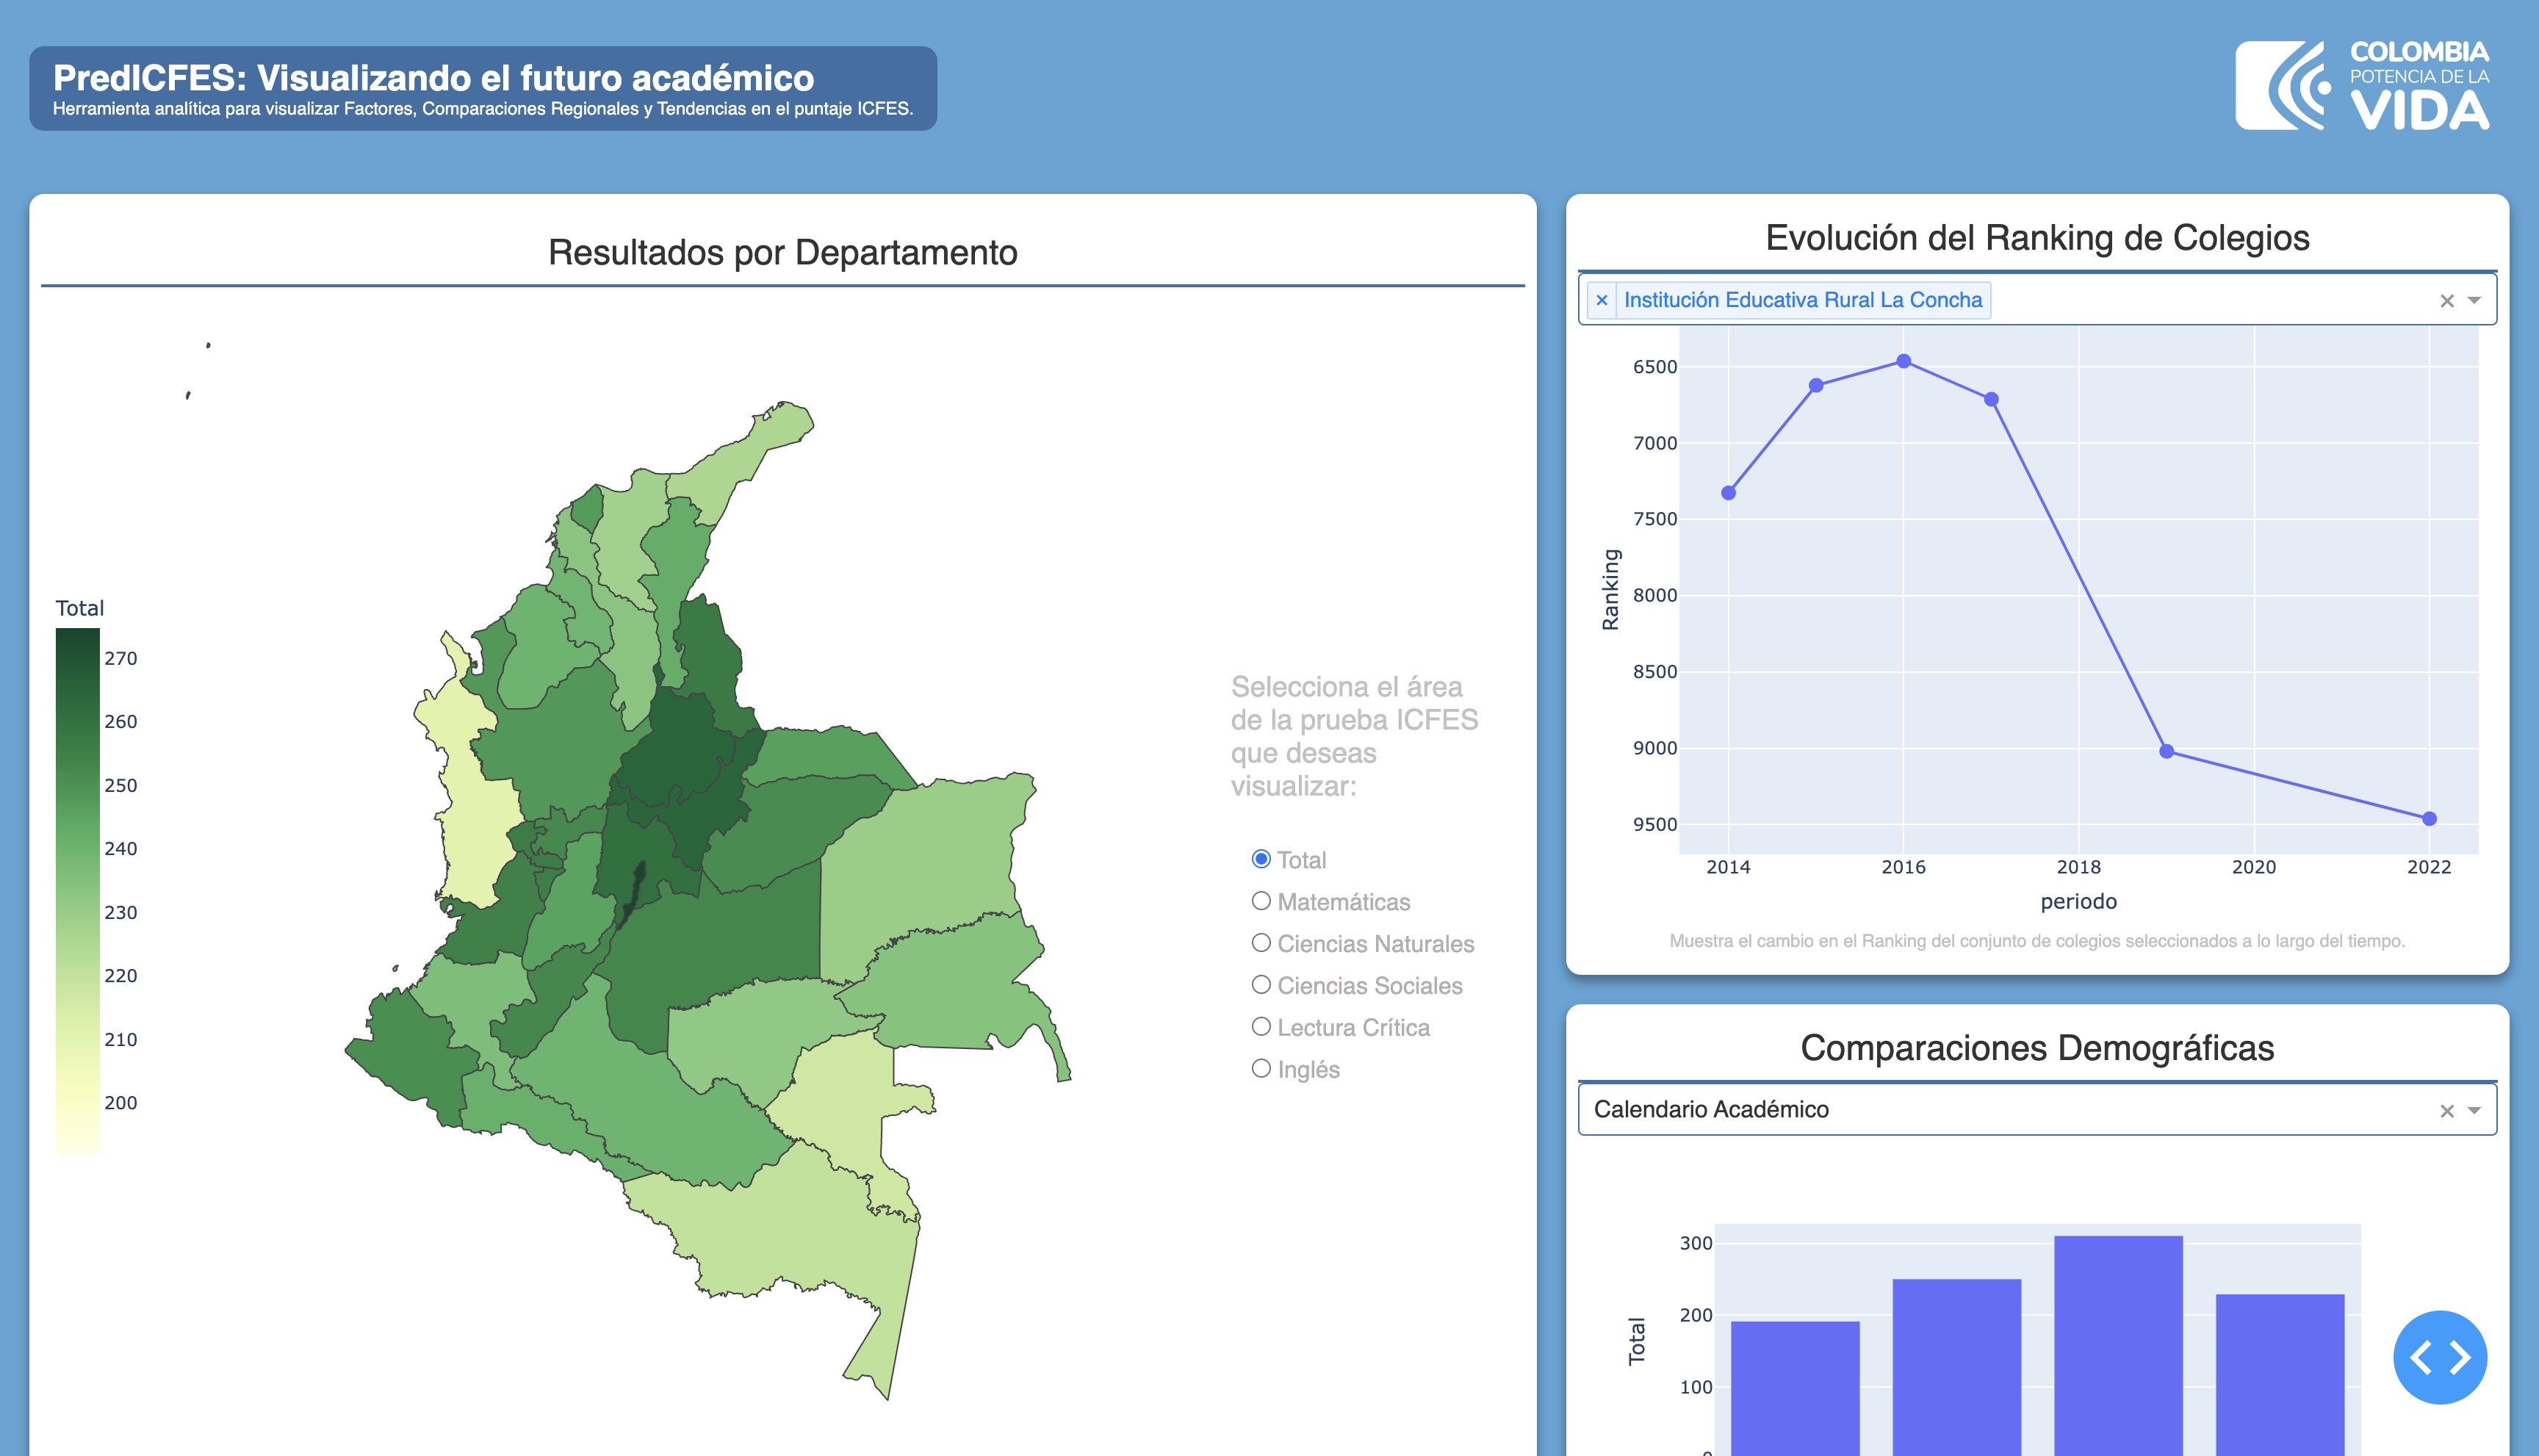 PredICFES: Visualizando el futuro académico
Herramienta analítica para visualizar Factores, Comparaciones Regionales y Tendencias en el puntaje ICFES.
COLOMBIA
POTENCIA DE LA
VIDA
Resultados por Departamento
Total
270
260
250
240
230
220
210
200
Selecciona el área
de la prueba ICFES
que deseas
visualizar:
Total
Matemáticas
Ciencias Naturales
Ciencias Sociales
Lectura Crítica
Inglés
Evolución del Ranking de Colegios
× Institución Educativa Rural La Concha ×
6500
7000
7500
8000
8500
9000
9500
Ranking
2014 2016 2018 2020 2022
periodo
Muestra el cambio en el Ranking del conjunto de colegios seleccionados a lo largo del tiempo.
Comparaciones Demográficas
Calendario Académico ×
300
200
100
Total